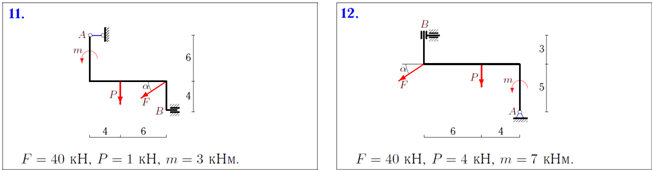 11.
A
m
6
α
P
F
4
B
4
6
F = 40 кН, P = 1 кН, m = 3 кНм.
12.
B
3
α
F
P
m
5
A
6
4
F = 40 кН, P = 4 кН, m = 7 кНм.